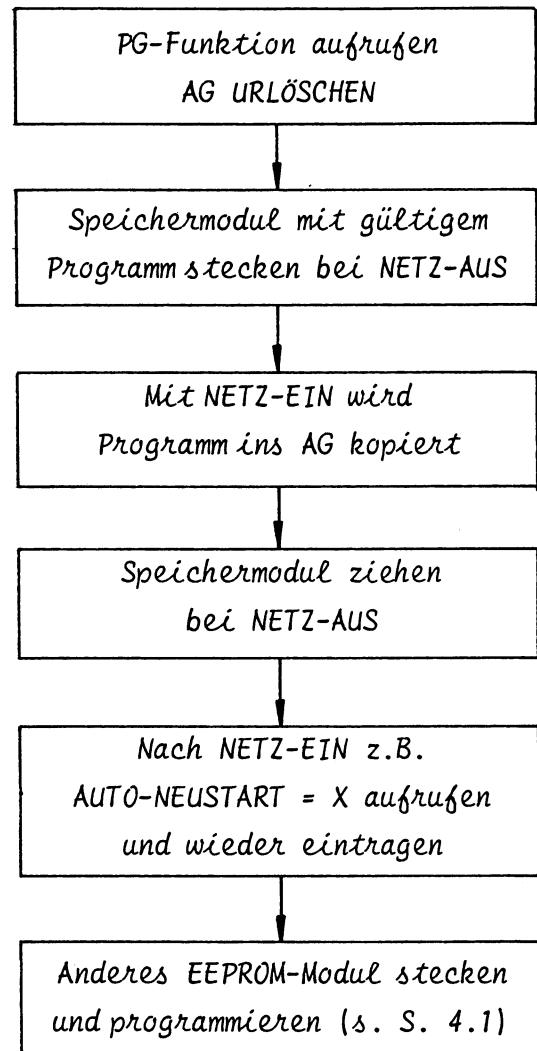 PG-Funktion aufrufen
AG URLÖSCHEN
Speichermodul mit gültigem
Programm stecken bei NETZ-AUS
Mit NETZ-EIN wird
Programm ins AG kopiert
Speichermodul ziehen
bei NETZ-AUS
Nach NETZ-EIN z.B.
AUTO-NEUSTART = X aufrufen
und wieder eintragen
Anderes EEPROM-Modul stecken
und programmieren (s. S. 4.1)